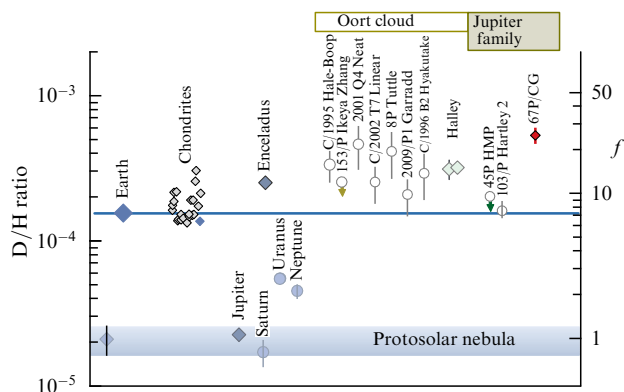 Oort cloud
Jupiter
family
10⁻³
10⁻⁴
10⁻⁵
D/H ratio
Earth
Chondrites
Enceladus
C/1995 Hale-Boop
153/P Ikeya Zhang
2001 Q4 Neat
C/2002 T7 Linear
8P Tuttle
2009/P1 Garradd
C/1996 B2 Hyakutake
Halley
45P HMP
103/P Hartley 2
67P/CG
50
f
10
1
Jupiter
Saturn
Uranus
Neptune
Protosolar nebula